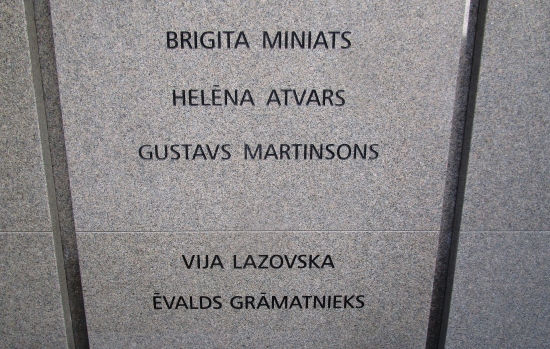 BRIGITA MINIATS
HELĒNA ATVARS
GUSTAVS MARTINSONS
VIJA LAZOVSKA
ĒVALDS GRĀMATNIEKS